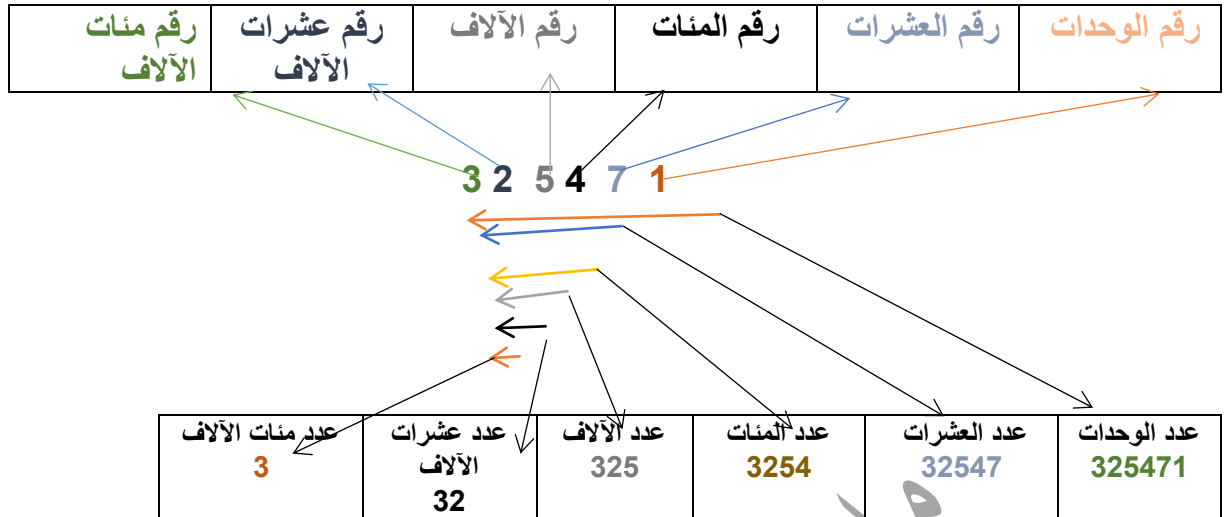 رقم الوحدات
رقم العشرات
رقم المئات
رقم الآلاف
رقم عشرات
الآلاف
رقم مئات
الآلاف
3 2 5 4 7 1
عدد الوحدات
325471
عدد العشرات
32547
عدد المئات
3254
عدد الآلاف
325
عدد عشرات
الآلاف
32
عدد مئات الآلاف
3